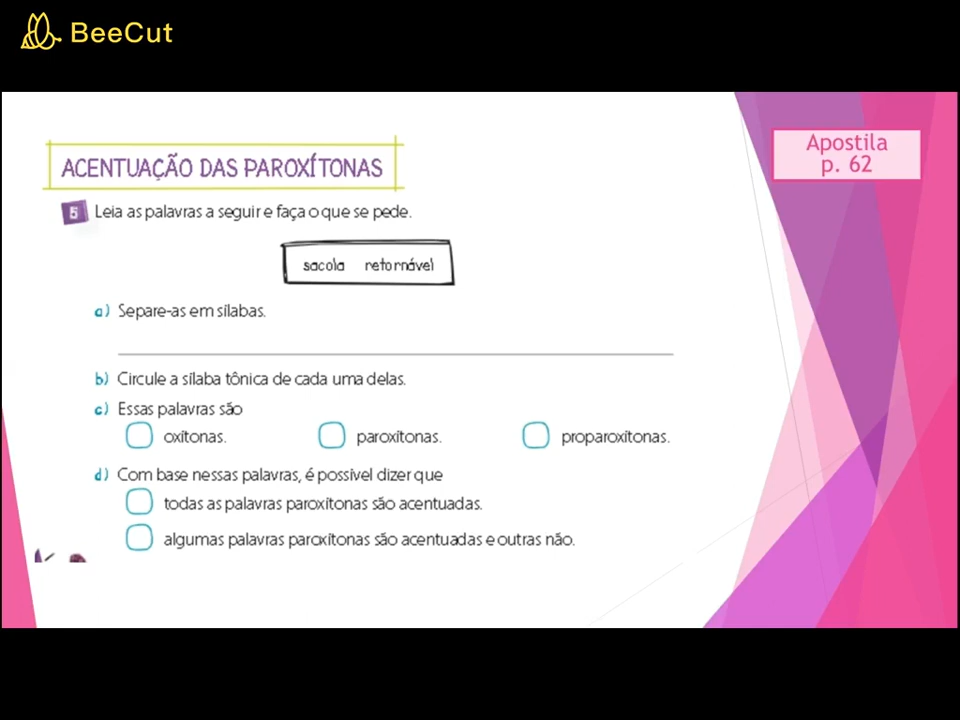 BeeCut
Apostila
p. 62
ACENTUAÇÃO DAS PAROXÍTONAS
5 Leia as palavras a seguir e faça o que se pede.
sacola retornável
a) Separe-as em sílabas.
b) Circule a sílaba tônica de cada uma delas.
c) Essas palavras são
oxítonas. paroxítonas. proparoxítonas.
d) Com base nessas palavras, é possível dizer que
todas as palavras paroxítonas são acentuadas.
algumas palavras paroxítonas são acentuadas e outras não.